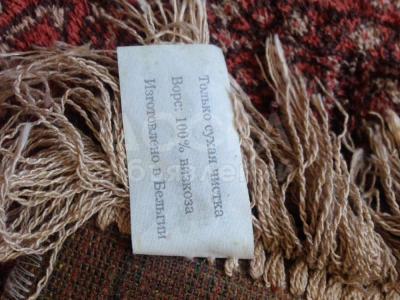 Только сухая чистка
Ворс: 100% вискоза
Изготовлено в Бельгии